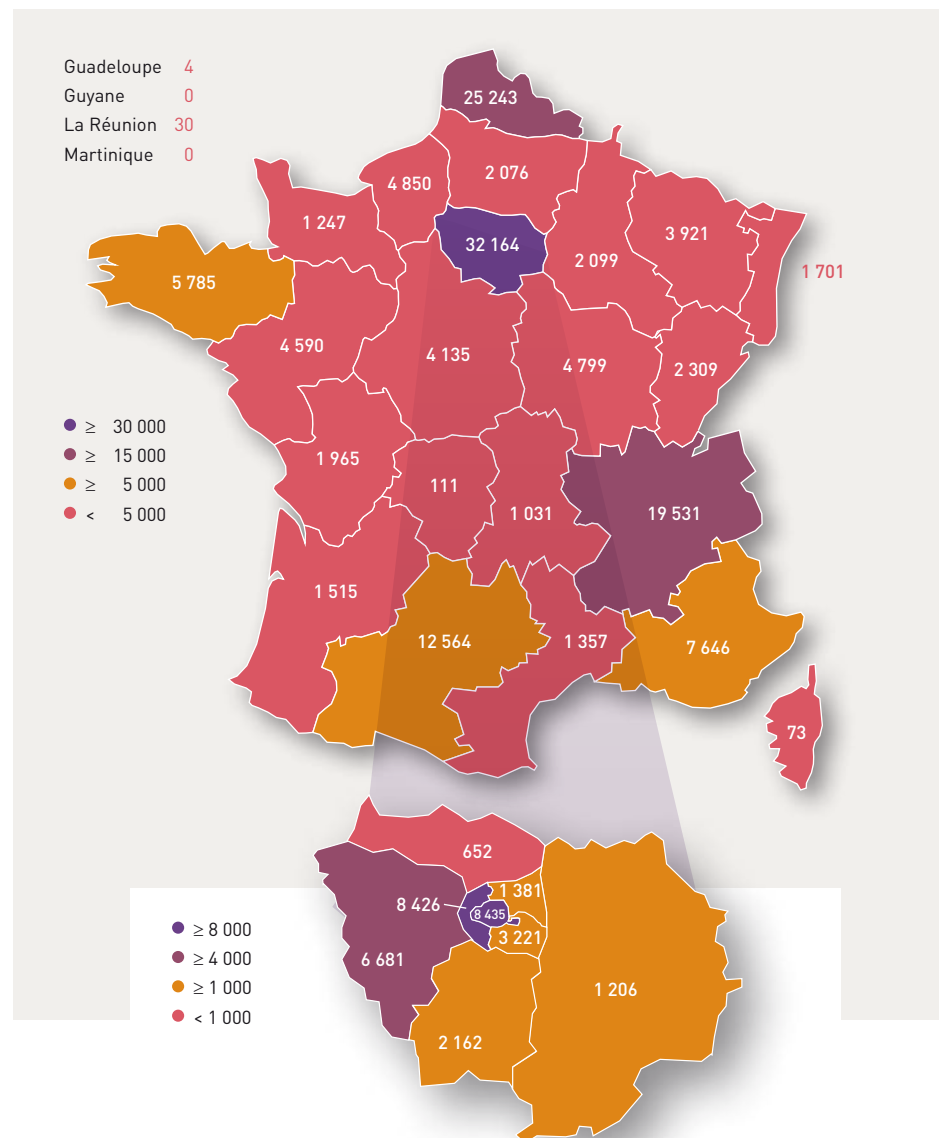 Guadeloupe 4
Guyane 0
La Réunion 30
Martinique 0
25 243
2 076
4 850
1 247
32 164
3 921
2 099
1 701
5 785
4 590
4 135
4 799
2 309
≥ 30 000
≥ 15 000
≥ 5 000
< 5 000
1 965
111
1 031
19 531
1 515
12 564
1 357
7 646
73
652
1 381
8 426
8 435
3 221
6 681
1 206
2 162
≥ 8 000
≥ 4 000
≥ 1 000
< 1 000